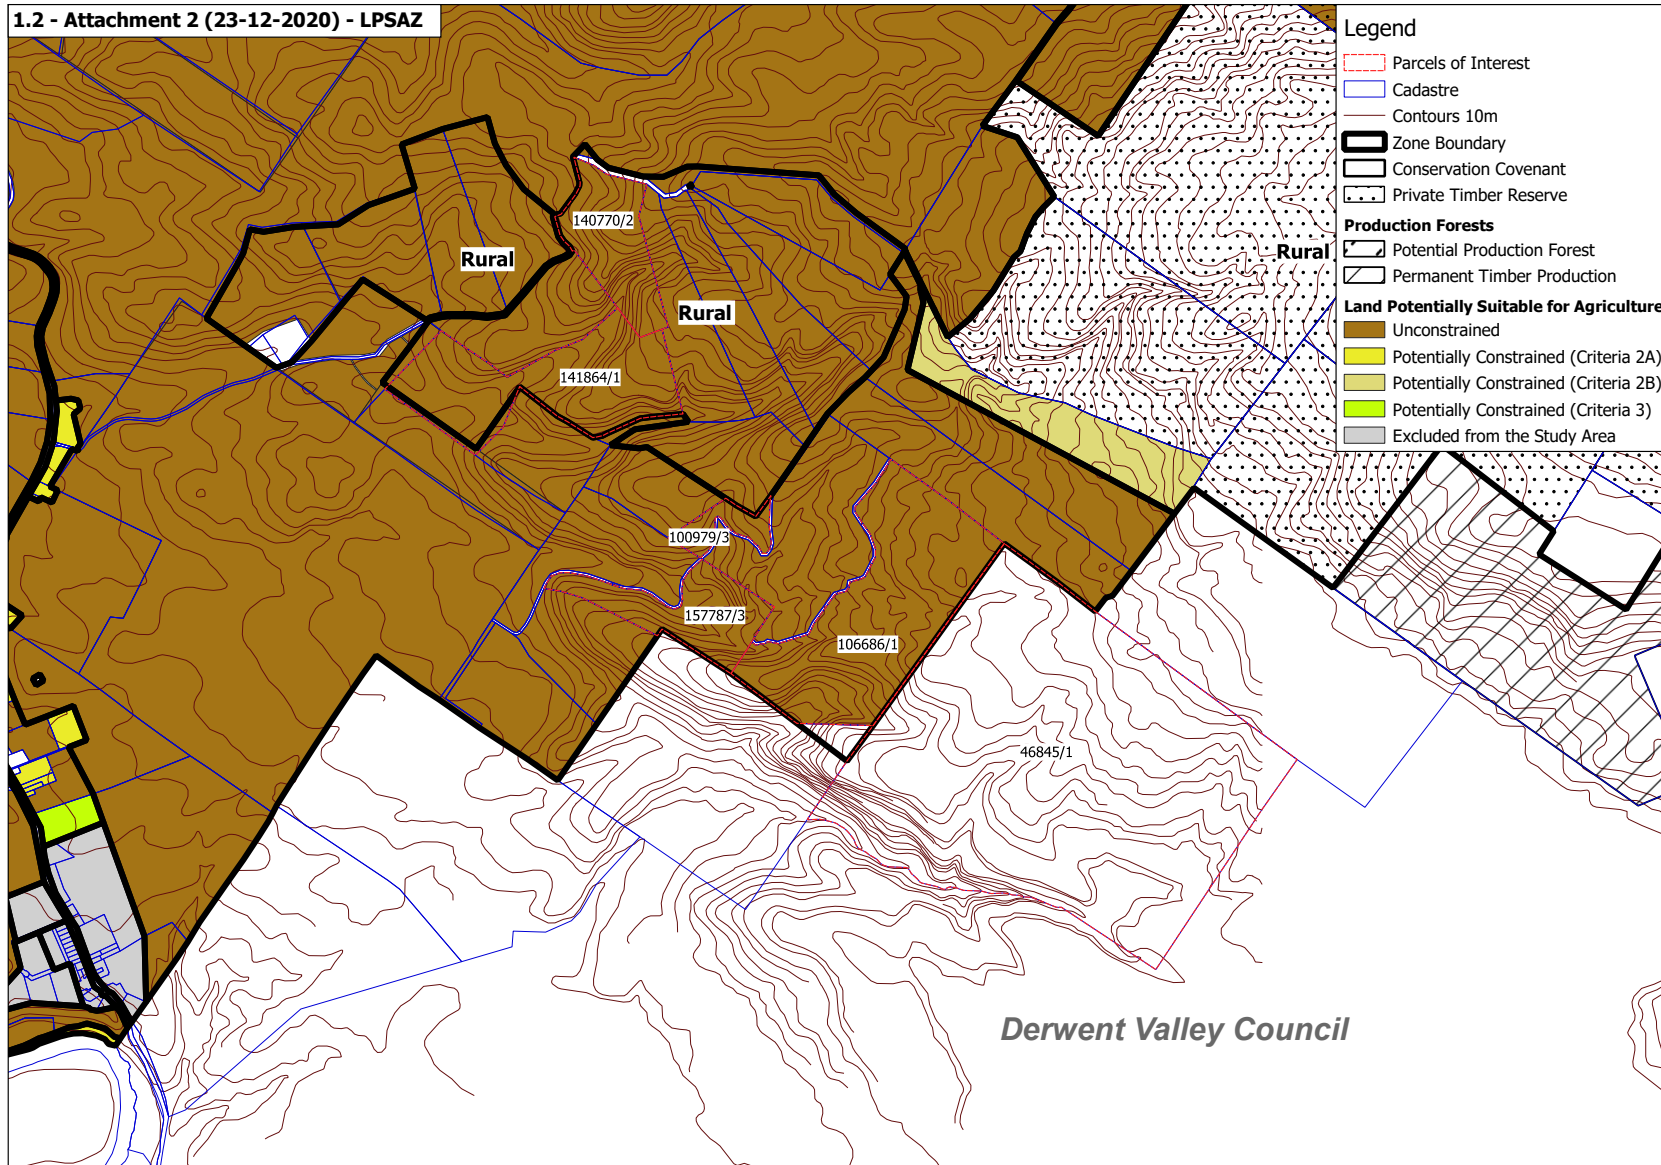 1.2 - Attachment 2 (23-12-2020) - LPSAZ
Legend
Parcels of Interest
Cadastre
Contours 10m
Zone Boundary
Conservation Covenant
Private Timber Reserve
Production Forests
Potential Production Forest
Permanent Timber Production
Land Potentially Suitable for Agriculture
Unconstrained
Potentially Constrained (Criteria 2A)
Potentially Constrained (Criteria 2B)
Potentially Constrained (Criteria 3)
Excluded from the Study Area
140770/2
Rural
Rural
Rural
141864/1
100979/3
157787/3
106686/1
46845/1
Derwent Valley Council